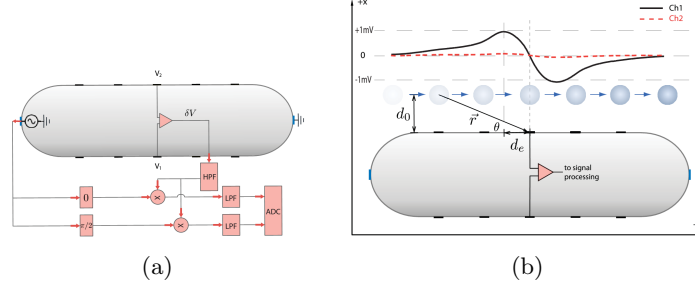 V₂
δV
V₁
HPF
0
LPF
π/2
LPF
ADC
(a)
Ch1
Ch2
+1mV
0
-1mV
d₀
r⃗
θ
dₑ
to signal
processing
(b)